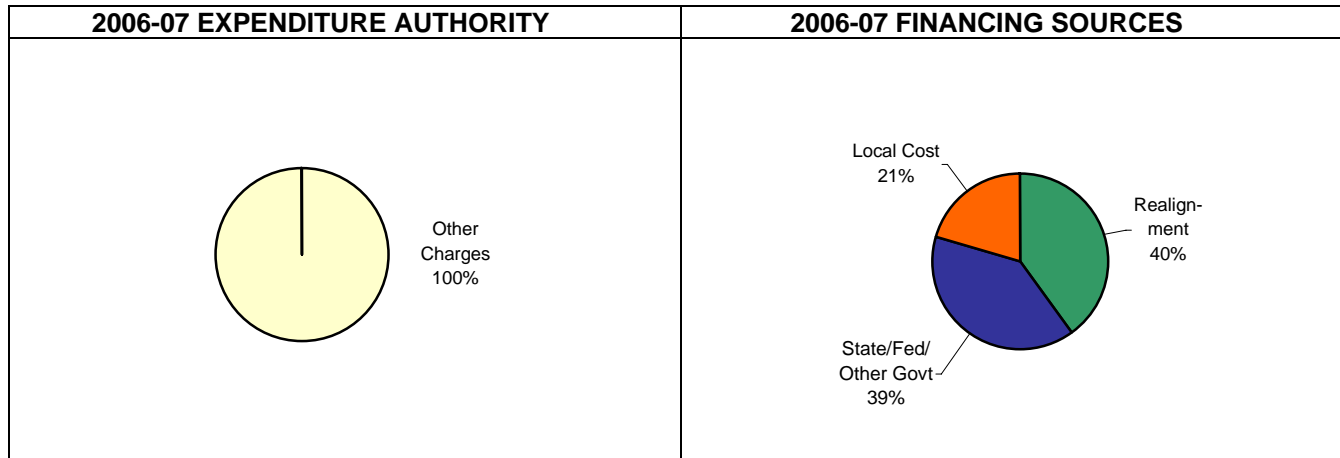 2006-07 EXPENDITURE AUTHORITY
Other
Charges
100%
2006-07 FINANCING SOURCES
Local Cost
21%
Realign-
ment
40%
State/Fed/
Other Govt
39%